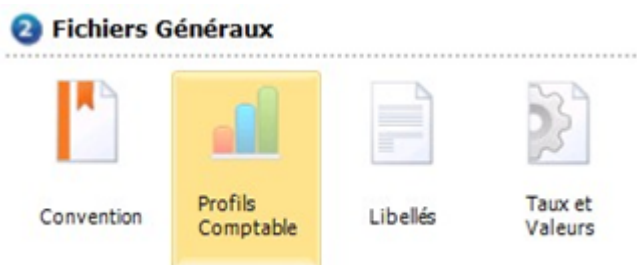 2 Fichiers Généraux
Convention
Profils
Comptable
Libellés
Taux et
Valeurs